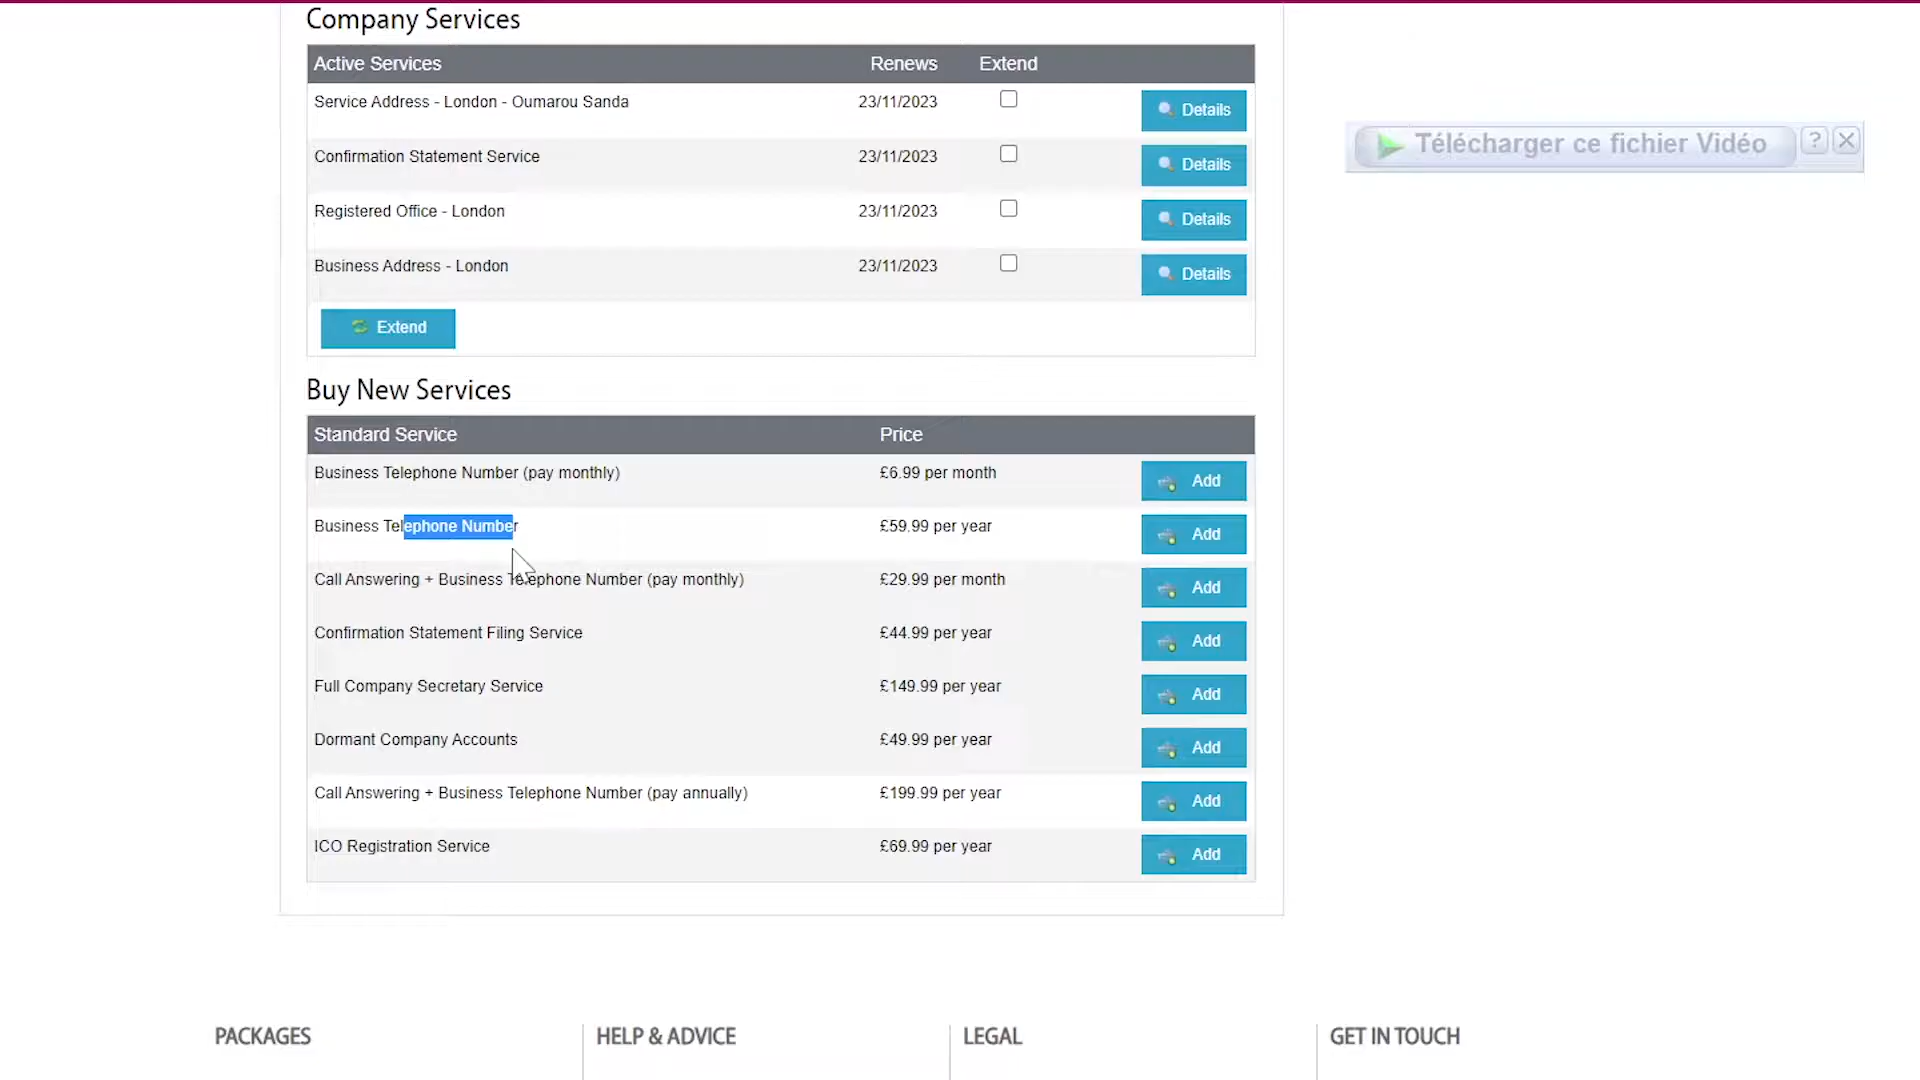 Company Services
Active Services Renews Extend
Service Address - London - Oumarou Sanda 23/11/2023 Details
Confirmation Statement Service 23/11/2023 Details
Registered Office - London 23/11/2023 Details
Business Address - London 23/11/2023 Details
Extend
Télécharger ce fichier Vidéo ?
Buy New Services
Standard Service Price
Business Telephone Number (pay monthly) £6.99 per month Add
Business Telephone Number £59.99 per year Add
Call Answering + Business Telephone Number (pay monthly) £29.99 per month Add
Confirmation Statement Filing Service £44.99 per year Add
Full Company Secretary Service £149.99 per year Add
Dormant Company Accounts £49.99 per year Add
Call Answering + Business Telephone Number (pay annually) £199.99 per year Add
ICO Registration Service £69.99 per year Add
PACKAGES HELP & ADVICE LEGAL GET IN TOUCH